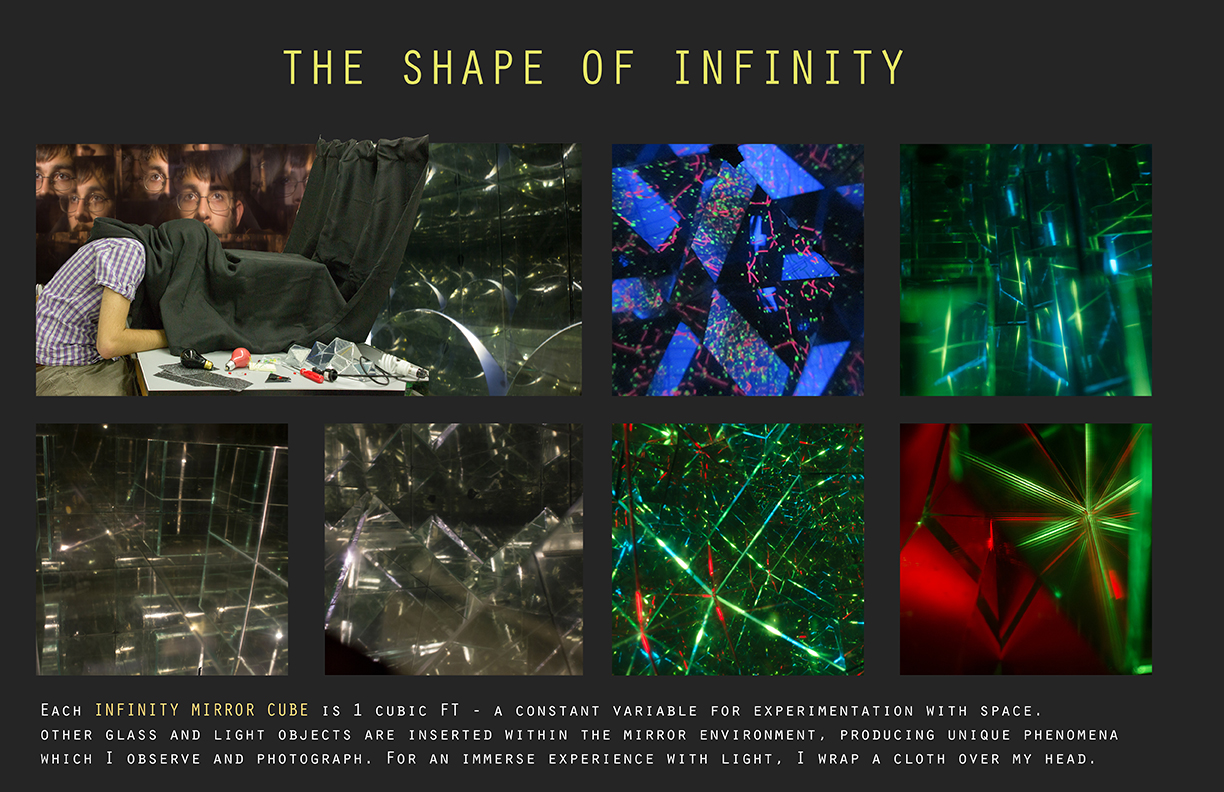 THE SHAPE OF INFINITY
EACH INFINITY MIRROR CUBE IS 1 CUBIC FT - A CONSTANT VARIABLE FOR EXPERIMENTATION WITH SPACE.
OTHER GLASS AND LIGHT OBJECTS ARE INSERTED WITHIN THE MIRROR ENVIRONMENT, PRODUCING UNIQUE PHENOMENA
WHICH I OBSERVE AND PHOTOGRAPH. FOR AN IMMERSE EXPERIENCE WITH LIGHT, I WRAP A CLOTH OVER MY HEAD.